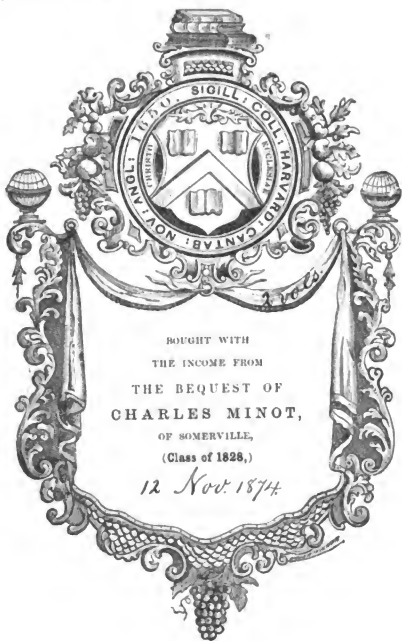 SIGILL: COLL: HARVARD: CANTAB: NOV: ANGL: 1650.
CHRISTO
ECCLESIAE
2 vols.
BOUGHT WITH
THE INCOME FROM
THE BEQUEST OF
CHARLES MINOT,
OF SOMERVILLE,
(Class of 1828,)
12 Nov. 1874.